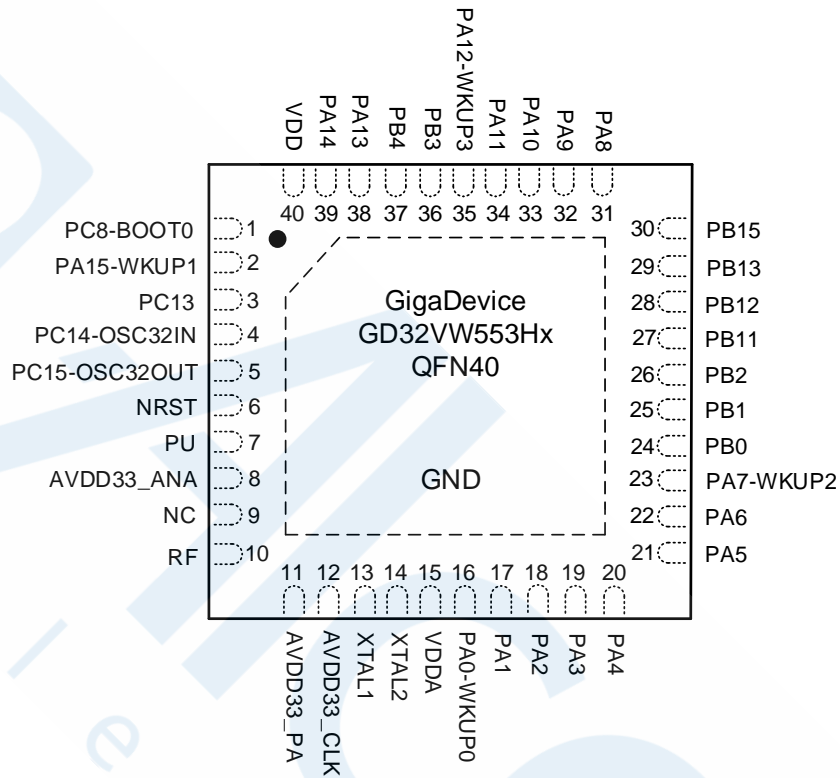 PA12-WKUP3
VDD
PA14
PA13
PB4
PB3
PA11
PA10
PA9
PA8
40
39
38
37
36
35
34
33
32
31
PC8-BOOT0 1
PA15-WKUP1 2
PC13 3
PC14-OSC32IN 4
PC15-OSC32OUT 5
NRST 6
PU 7
AVDD33_ANA 8
NC 9
RF 10
GigaDevice
GD32VW553Hx
QFN40
GND
30 PB15
29 PB13
28 PB12
27 PB11
26 PB2
25 PB1
24 PB0
23 PA7-WKUP2
22 PA6
21 PA5
11
12
13
14
15
16
17
18
19
20
AVDD33_PA
AVDD33_CLK
XTAL1
XTAL2
VDDA
PA0-WKUP0
PA1
PA2
PA3
PA4